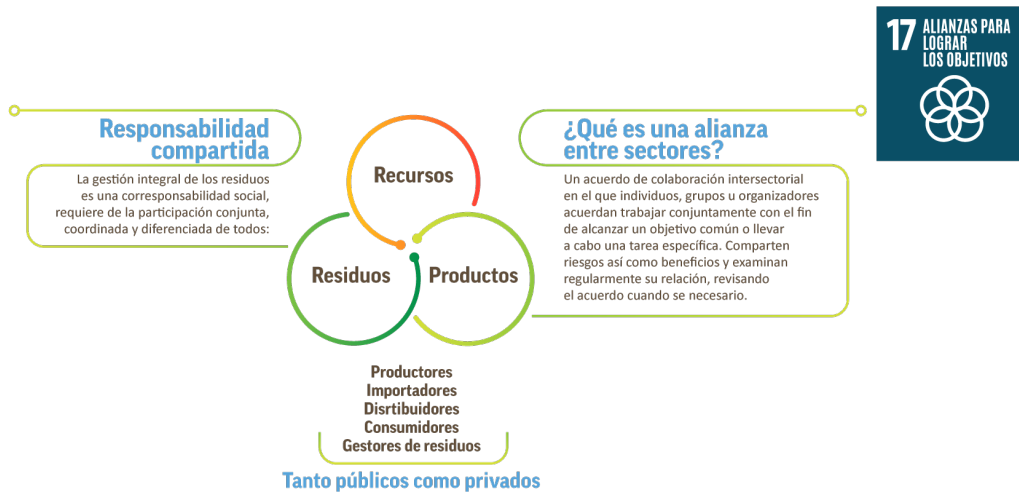 17 ALIANZAS PARA
LOGRAR
LOS OBJETIVOS
Responsabilidad
compartida
La gestión integral de los residuos
es una corresponsabilidad social,
requiere de la participación conjunta,
coordinada y diferenciada de todos:
Recursos
Residuos
Productos
¿Qué es una alianza
entre sectores?
Un acuerdo de colaboración intersectorial
en el que individuos, grupos u organizadores
acuerdan trabajar conjuntamente con el fin
de alcanzar un objetivo común o llevar
a cabo una tarea específica. Comparten
riesgos así como beneficios y examinan
regularmente su relación, revisando
el acuerdo cuando se necesario.
Productores
Importadores
Disrtibuidores
Consumidores
Gestores de residuos
Tanto públicos como privados